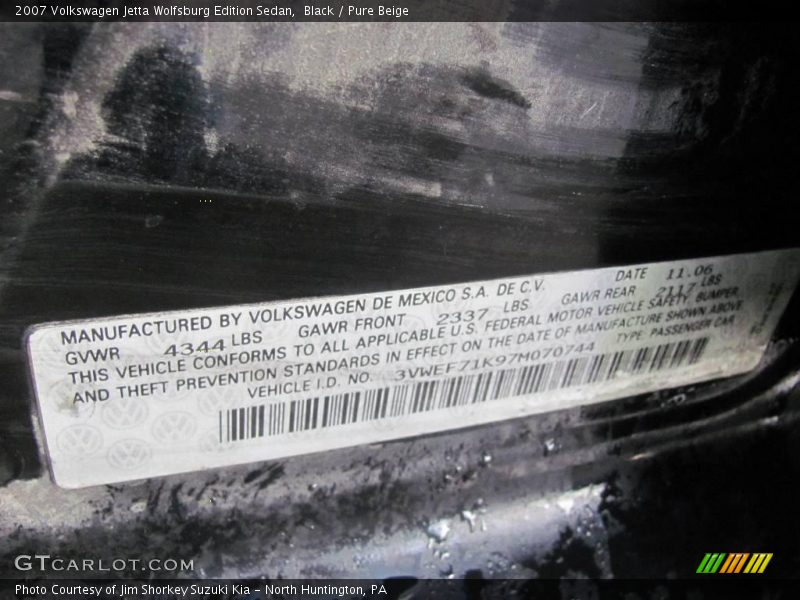 2007 Volkswagen Jetta Wolfsburg Edition Sedan, Black / Pure Beige
MANUFACTURED BY VOLKSWAGEN DE MEXICO S.A. DE C.V. DATE 11.06
GVWR 4344 LBS GAWR FRONT 2337 LBS GAWR REAR 2117 LBS
THIS VEHICLE CONFORMS TO ALL APPLICABLE U.S. FEDERAL MOTOR VEHICLE SAFETY, BUMPER,
AND THEFT PREVENTION STANDARDS IN EFFECT ON THE DATE OF MANUFACTURE SHOWN ABOVE
VEHICLE I.D. NO. 3VWEF71K97M070744 TYPE PASSENGER CAR
GTCARLOT.COM
Photo Courtesy of Jim Shorkey Suzuki Kia - North Huntington, PA